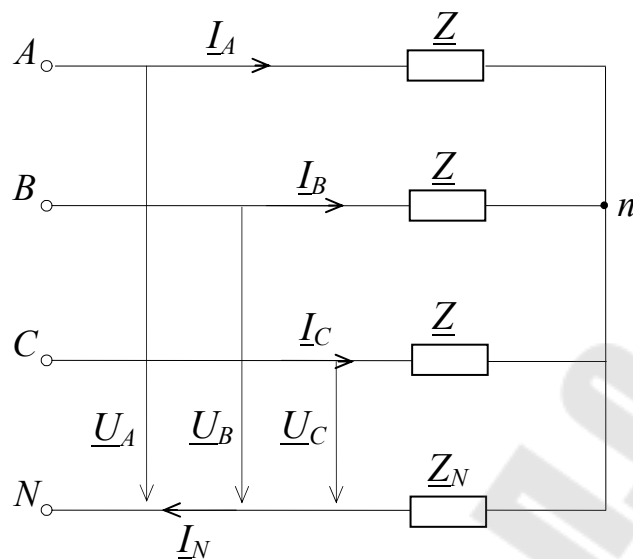 A I_A Z
B I_B Z n
C I_C Z
U_A U_B U_C
N I_N Z_N